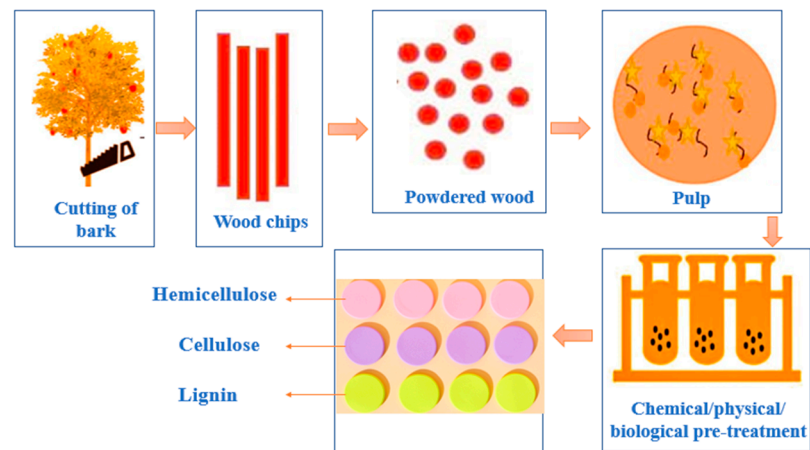 Cutting of
bark
Wood chips
Powdered wood
Pulp
Chemical/physical/
biological pre-treatment
Hemicellulose
Cellulose
Lignin